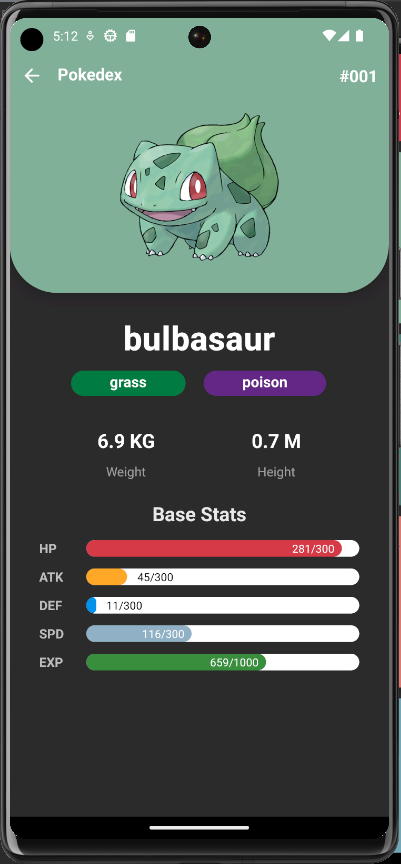 5:12
Pokedex #001
bulbasaur
grass poison
6.9 KG 0.7 M
Weight Height
Base Stats
HP 281/300
ATK 45/300
DEF 11/300
SPD 116/300
EXP 659/1000